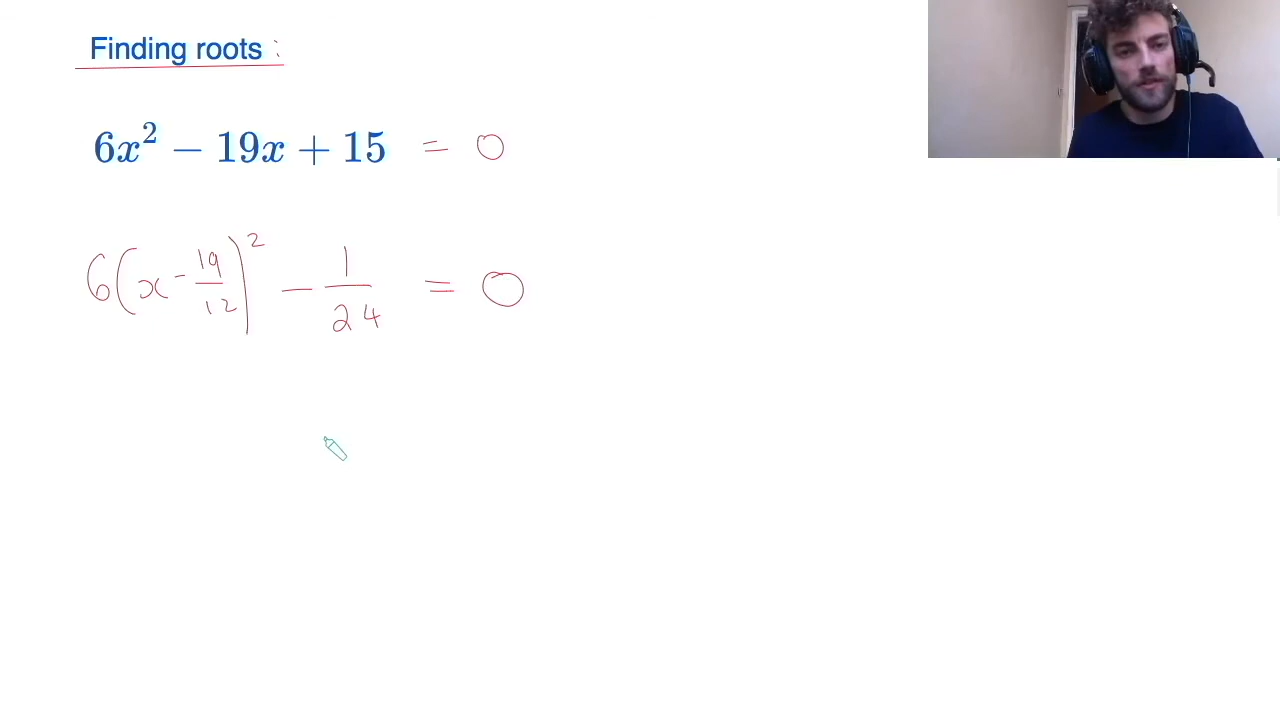 Finding roots :
6x² − 19x + 15 = 0
6(x − 19/12)² − 1/24 = 0